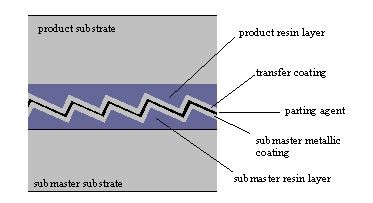 product substrate
product resin layer
transfer coating
parting agent
submaster metallic
coating
submaster resin layer
submaster substrate